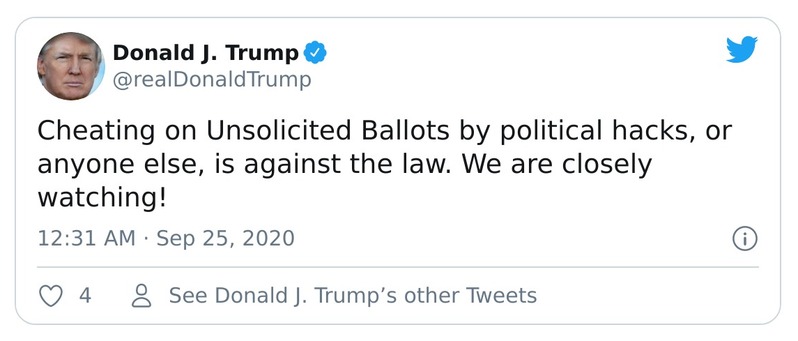 Donald J. Trump
@realDonaldTrump
Cheating on Unsolicited Ballots by political hacks, or
anyone else, is against the law. We are closely
watching!
12:31 AM · Sep 25, 2020
4
See Donald J. Trump’s other Tweets